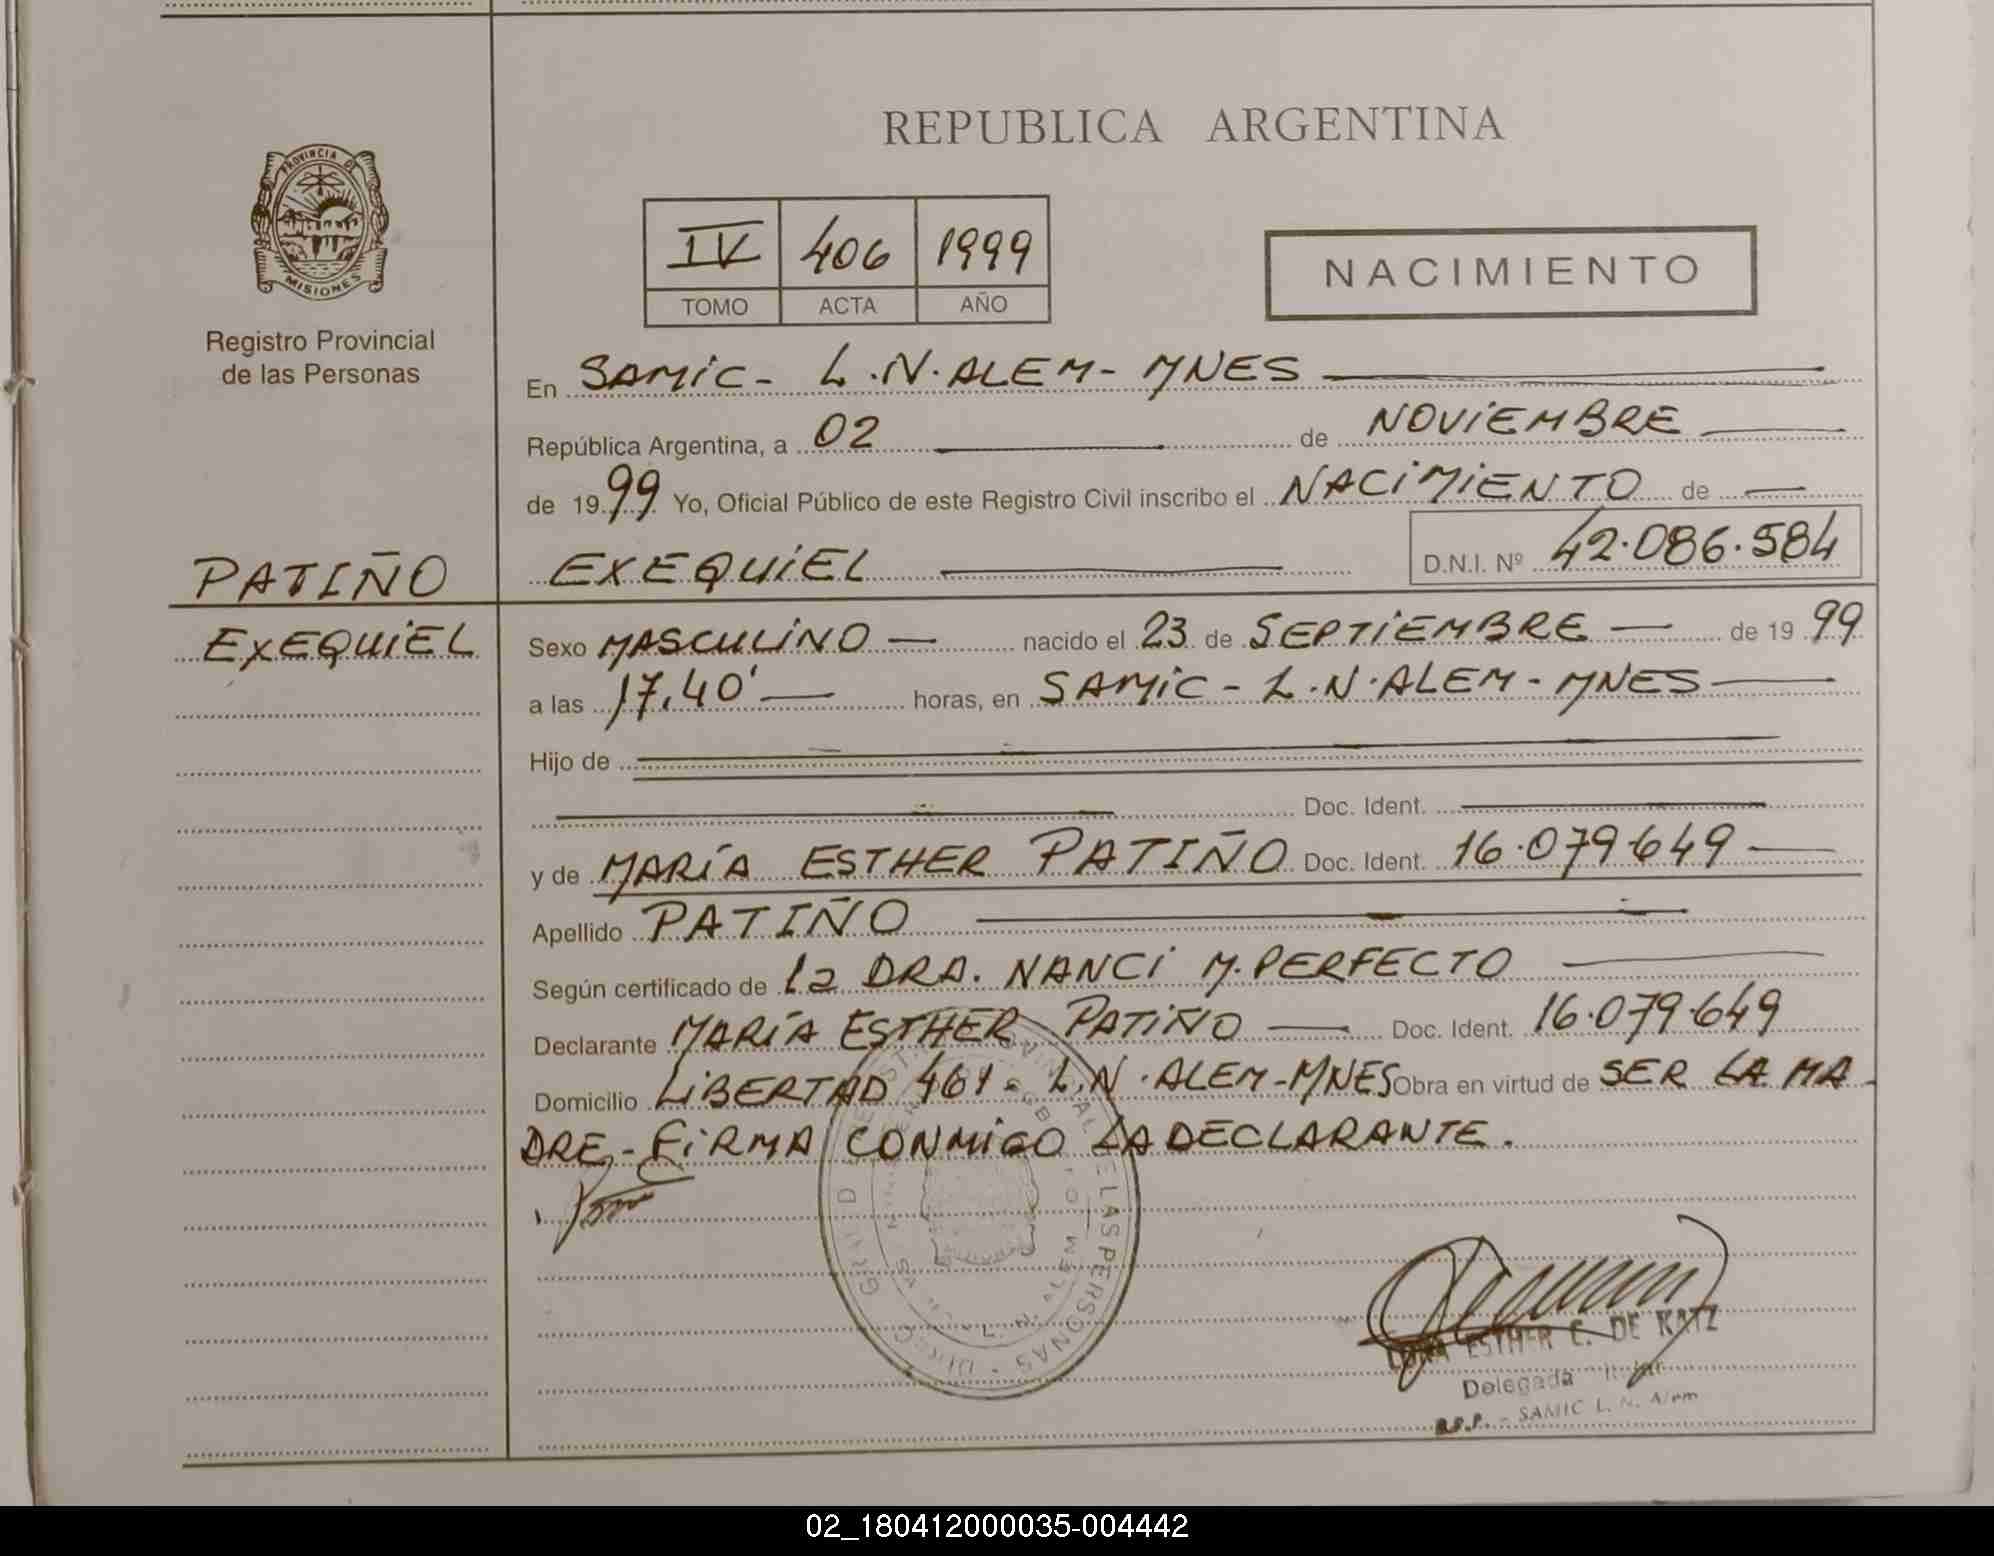 REPUBLICA ARGENTINA
PROVINCIA DE
MISIONES
Registro Provincial
de las Personas
IV 406 1999
TOMO ACTA AÑO
NACIMIENTO
En SAMIC - L.N. ALEM - MNES
República Argentina, a 02 de NOVIEMBRE
de 1999 Yo, Oficial Público de este Registro Civil inscribo el NACIMIENTO de —
PATIÑO
EXEQUIEL
EXEQUIEL D.N.I. Nº 42.086.584
Sexo MASCULINO — nacido el 23 de SEPTIEMBRE — de 1999
a las 17,40' — horas, en SAMIC - L.N. ALEM - MNES
Hijo de
Doc. Ident.
y de MARÍA ESTHER PATIÑO Doc. Ident. 16.079.649
Apellido PATIÑO
Según certificado de la DRA. NANCI M. PERFECTO
Declarante MARÍA ESTHER PATIÑO — Doc. Ident. 16.079.649
Domicilio LIBERTAD 461 - L.N. ALEM - MNES Obra en virtud de SER LA MA-
DRE - FIRMA CONMIGO LA DECLARANTE.
ESTHER C. DE KATZ
Delegada
R.P.P. - SAMIC L. N. Alem
02_180412000035-004442